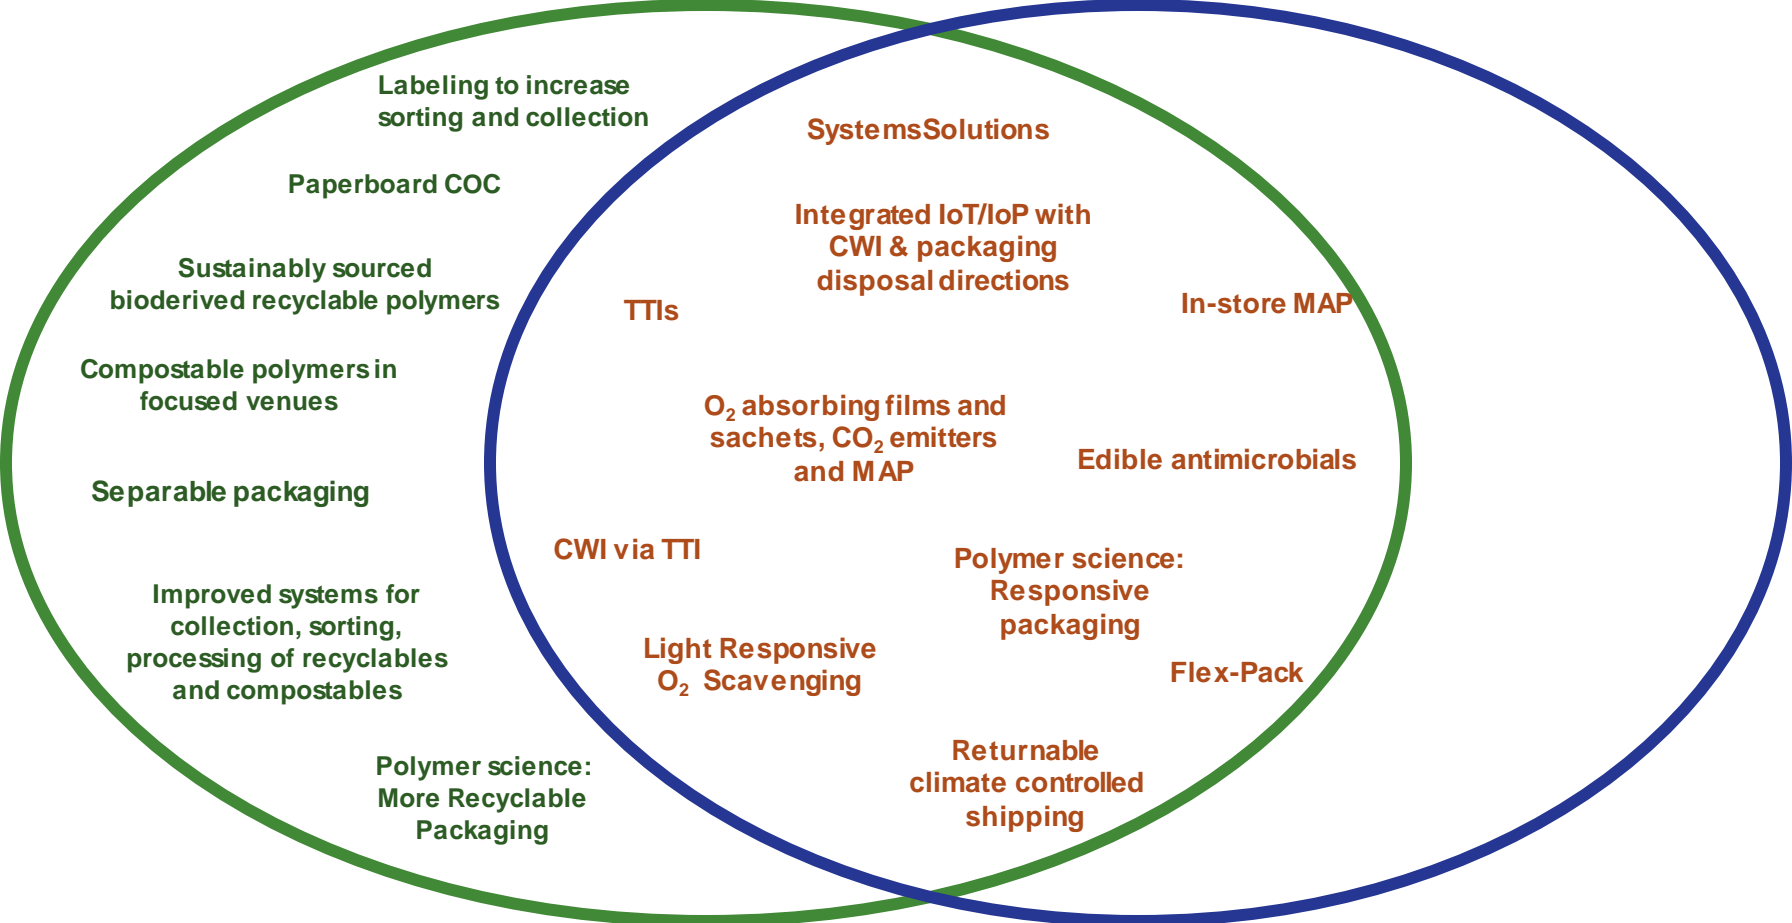 Labeling to increase
sorting and collection
Paperboard COC
Sustainably sourced
bioderived recyclable polymers
Compostable polymers in
focused venues
Separable packaging
Improved systems for
collection, sorting,
processing of recyclables
and compostables
Polymer science:
More Recyclable
Packaging
SystemsSolutions
Integrated IoT/IoP with
CWI & packaging
disposal directions
TTIs
In-store MAP
O₂ absorbing films and
sachets, CO₂ emitters
and MAP
Edible antimicrobials
CWI via TTI
Polymer science:
Responsive
packaging
Light Responsive
O₂ Scavenging
Flex-Pack
Returnable
climate controlled
shipping